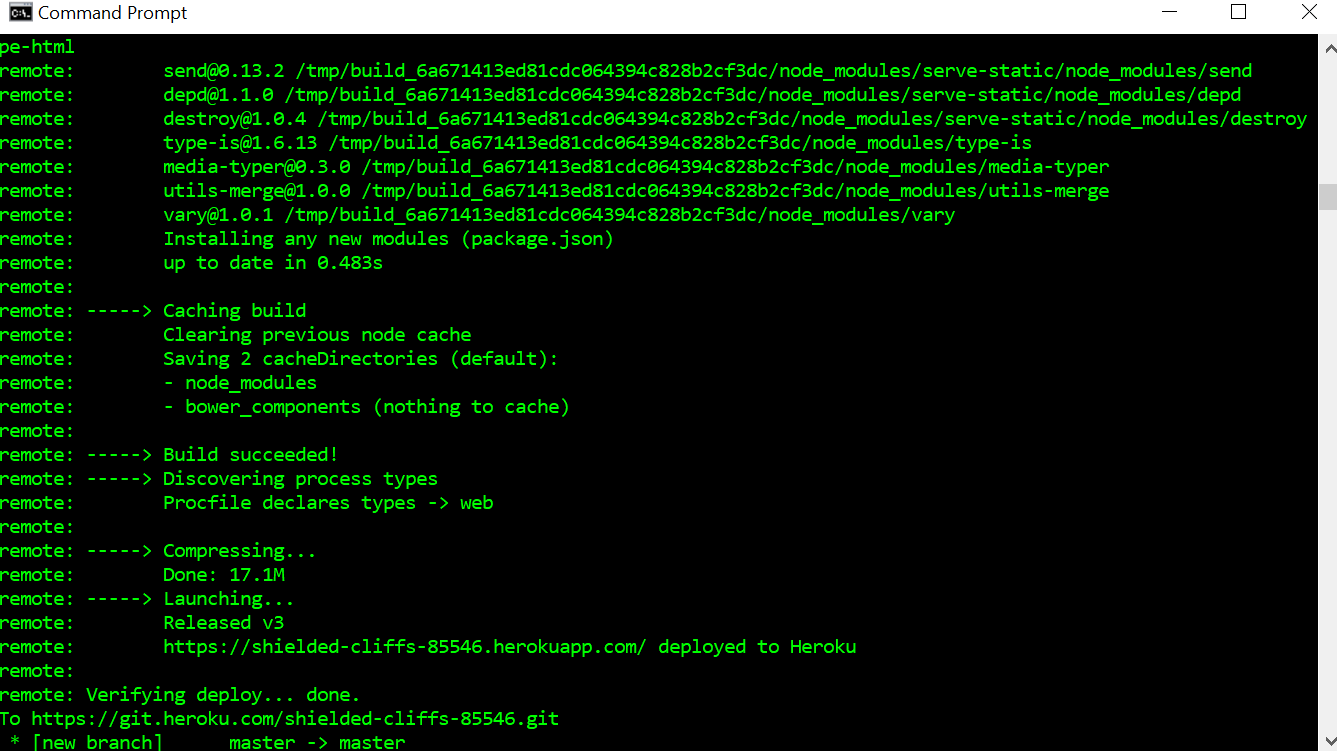 Command Prompt
pe-html
remote:        send@0.13.2 /tmp/build_6a671413ed81cdc064394c828b2cf3dc/node_modules/serve-static/node_modules/send
remote:        depd@1.1.0 /tmp/build_6a671413ed81cdc064394c828b2cf3dc/node_modules/serve-static/node_modules/depd
remote:        destroy@1.0.4 /tmp/build_6a671413ed81cdc064394c828b2cf3dc/node_modules/serve-static/node_modules/destroy
remote:        type-is@1.6.13 /tmp/build_6a671413ed81cdc064394c828b2cf3dc/node_modules/type-is
remote:        media-typer@0.3.0 /tmp/build_6a671413ed81cdc064394c828b2cf3dc/node_modules/media-typer
remote:        utils-merge@1.0.0 /tmp/build_6a671413ed81cdc064394c828b2cf3dc/node_modules/utils-merge
remote:        vary@1.0.1 /tmp/build_6a671413ed81cdc064394c828b2cf3dc/node_modules/vary
remote:        Installing any new modules (package.json)
remote:        up to date in 0.483s
remote:
remote: -----> Caching build
remote:        Clearing previous node cache
remote:        Saving 2 cacheDirectories (default):
remote:        - node_modules
remote:        - bower_components (nothing to cache)
remote:
remote: -----> Build succeeded!
remote: -----> Discovering process types
remote:        Procfile declares types -> web
remote:
remote: -----> Compressing...
remote:        Done: 17.1M
remote: -----> Launching...
remote:        Released v3
remote:        https://shielded-cliffs-85546.herokuapp.com/ deployed to Heroku
remote:
remote: Verifying deploy... done.
To https://git.heroku.com/shielded-cliffs-85546.git
 * [new branch]      master -> master